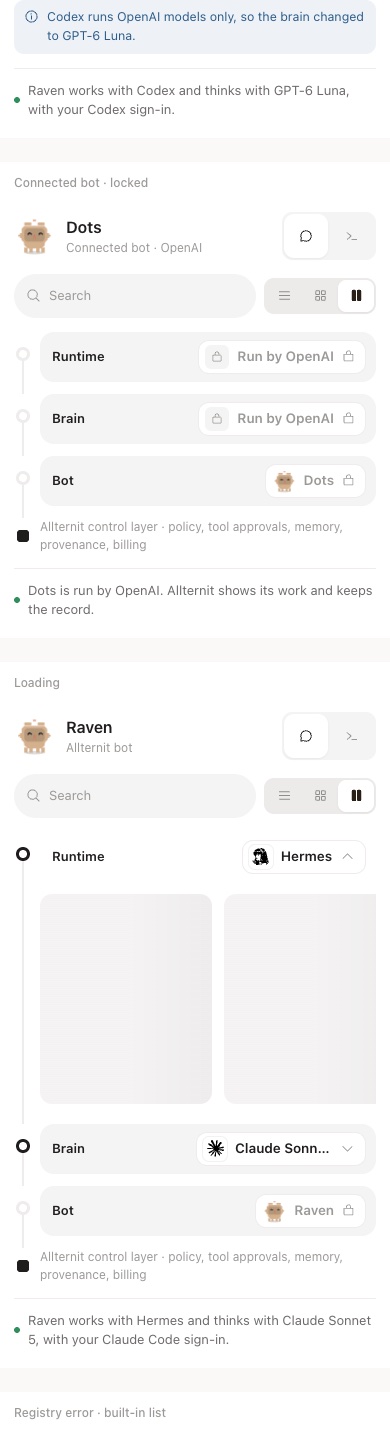 Codex runs OpenAI models only, so the brain changed
to GPT-6 Luna.
Raven works with Codex and thinks with GPT-6 Luna,
with your Codex sign-in.
Connected bot · locked
Dots
Connected bot · OpenAI
Search
Runtime
Run by OpenAI
Brain
Run by OpenAI
Bot
Dots
Allternit control layer · policy, tool approvals, memory,
provenance, billing
Dots is run by OpenAI. Allternit shows its work and keeps
the record.
Loading
Raven
Allternit bot
Search
Runtime
Hermes
Brain
Claude Sonn...
Bot
Raven
Allternit control layer · policy, tool approvals, memory,
provenance, billing
Raven works with Hermes and thinks with Claude Sonnet
5, with your Claude Code sign-in.
Registry error · built-in list